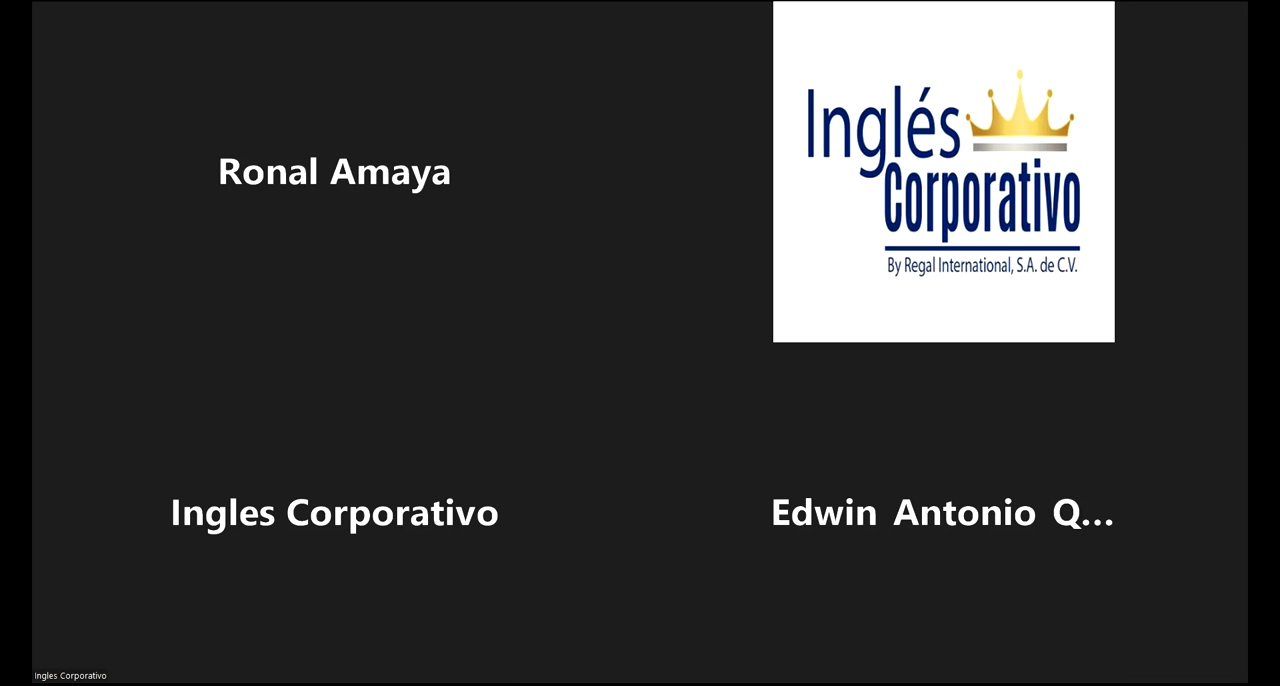 Ronal Amaya
Inglés
Corporativo
By Regal International, S.A. de C.V.
Ingles Corporativo
Edwin Antonio Q...
Ingles Corporativo